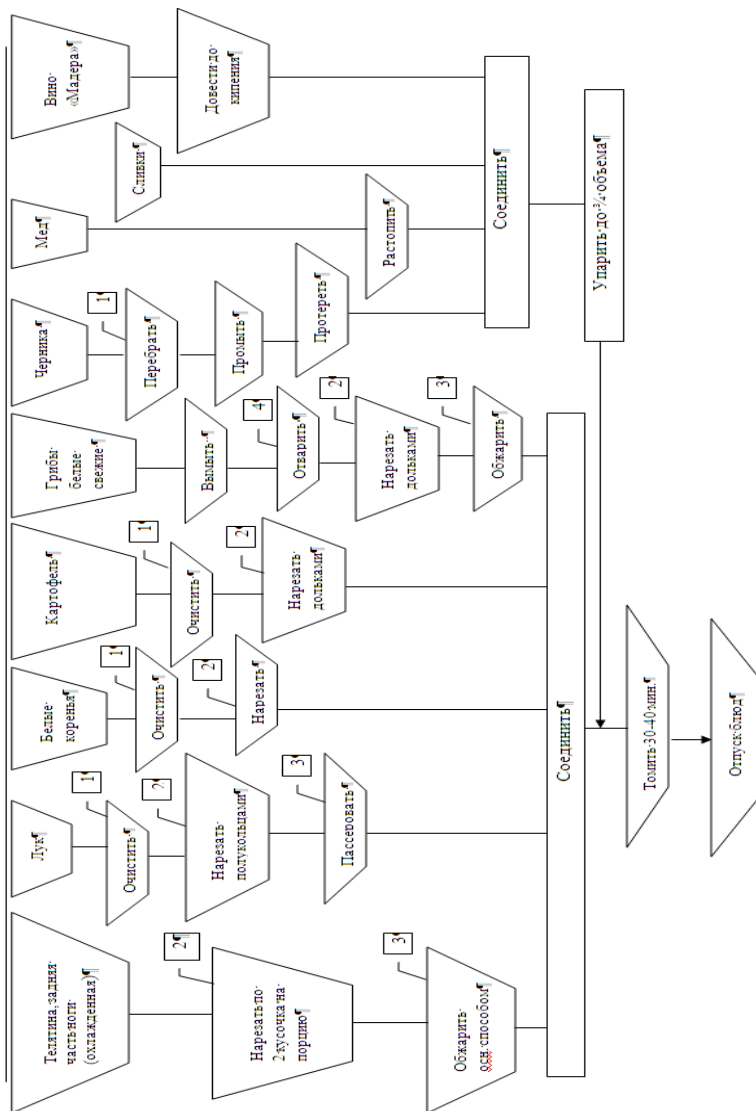 Телятина, задняя
часть ноги
(охлажденная)
2
Нарезать по
2 кусочка на
порцию
3
Обжарить
осн. способом
Лук
1
Очистить
2
Нарезать
полукольцами
3
Пассеровать
Белые
коренья
1
Очистить
2
Нарезать
Картофель
1
Очистить
2
Нарезать
дольками
Грибы
белые
свежие
Вымыть
4
Отварить
2
Нарезать
дольками
3
Обжарить
Черника
1
Перебрать
Промыть
Протереть
Мед
Растопить
Сливки
Вино
«Мадера»
Довести до
кипения
Соединить
Соединить
Упарить до ¾ объема
Томить 30-40 мин.
Отпуск блюд